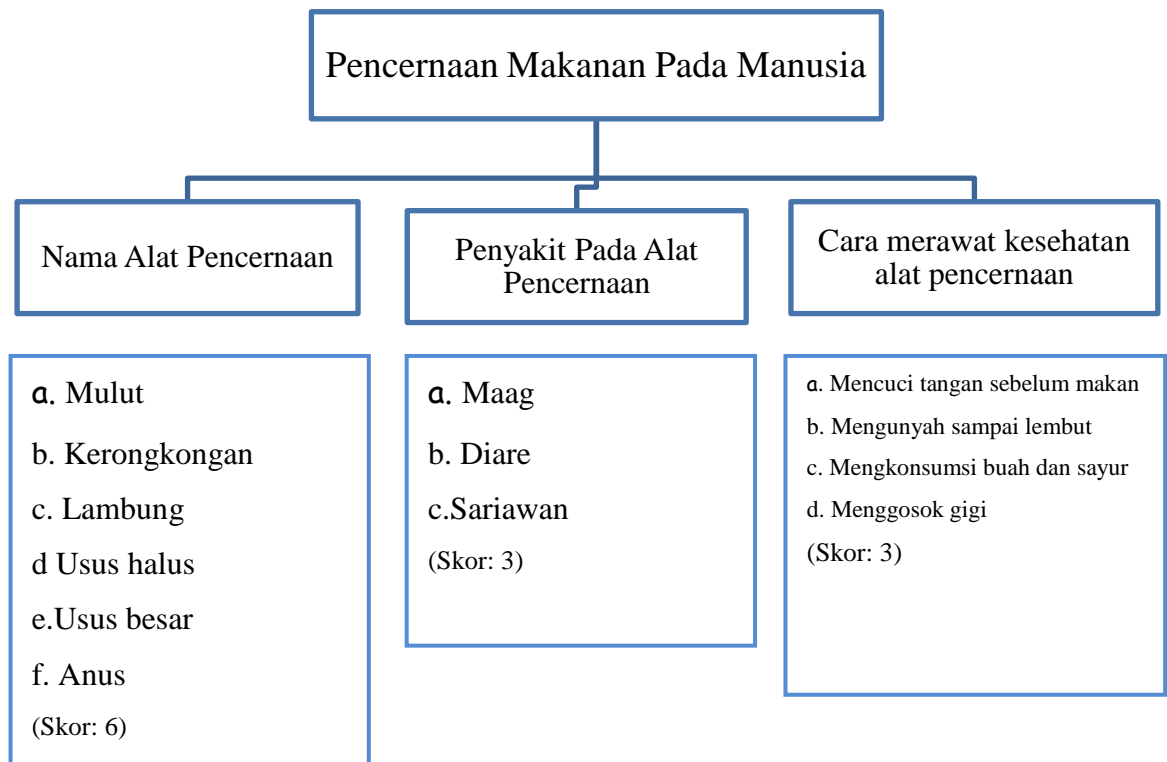 Pencernaan Makanan Pada Manusia
Nama Alat Pencernaan
Penyakit Pada Alat
Pencernaan
Cara merawat kesehatan
alat pencernaan
a. Mulut
b. Kerongkongan
c. Lambung
d Usus halus
e.Usus besar
f. Anus
(Skor: 6)
a. Maag
b. Diare
c.Sariawan
(Skor: 3)
a. Mencuci tangan sebelum makan
b. Mengunyah sampai lembut
c. Mengkonsumsi buah dan sayur
d. Menggosok gigi
(Skor: 3)